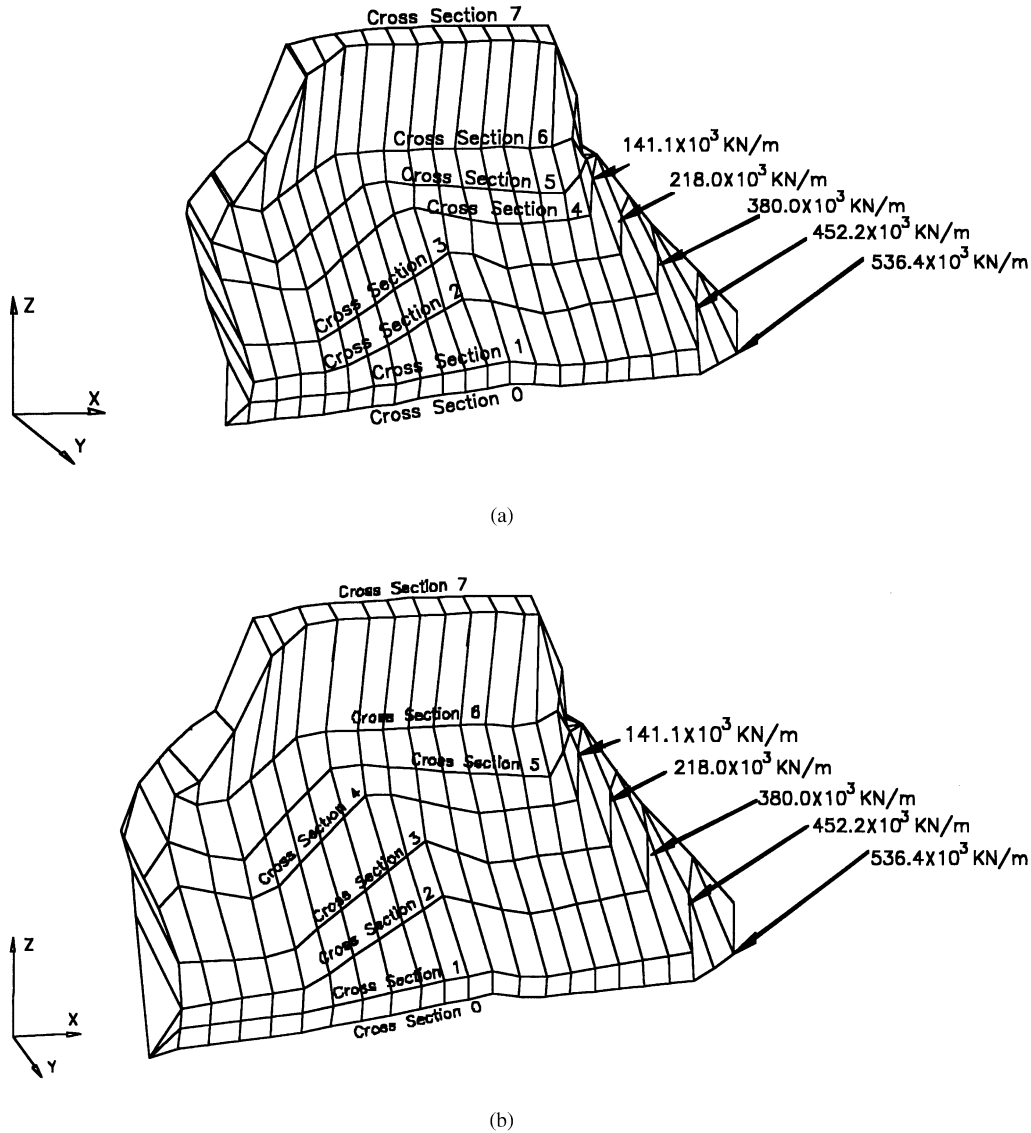 Cross Section 7
Cross Section 6
141.1X10³ KN/m
Cross Section 5
218.0X10³ KN/m
Cross Section 4
380.0X10³ KN/m
452.2X10³ KN/m
Cross Section 3
536.4X10³ KN/m
Cross Section 2
Z
Cross Section 1
X
Cross Section 0
Y
(a)
Cross Section 7
Cross Section 6
141.1X10³ KN/m
Cross Section 5
218.0X10³ KN/m
Cross Section 4
380.0X10³ KN/m
452.2X10³ KN/m
Cross Section 3
536.4X10³ KN/m
Cross Section 2
Z
Cross Section 1
X
Cross Section 0
Y
(b)